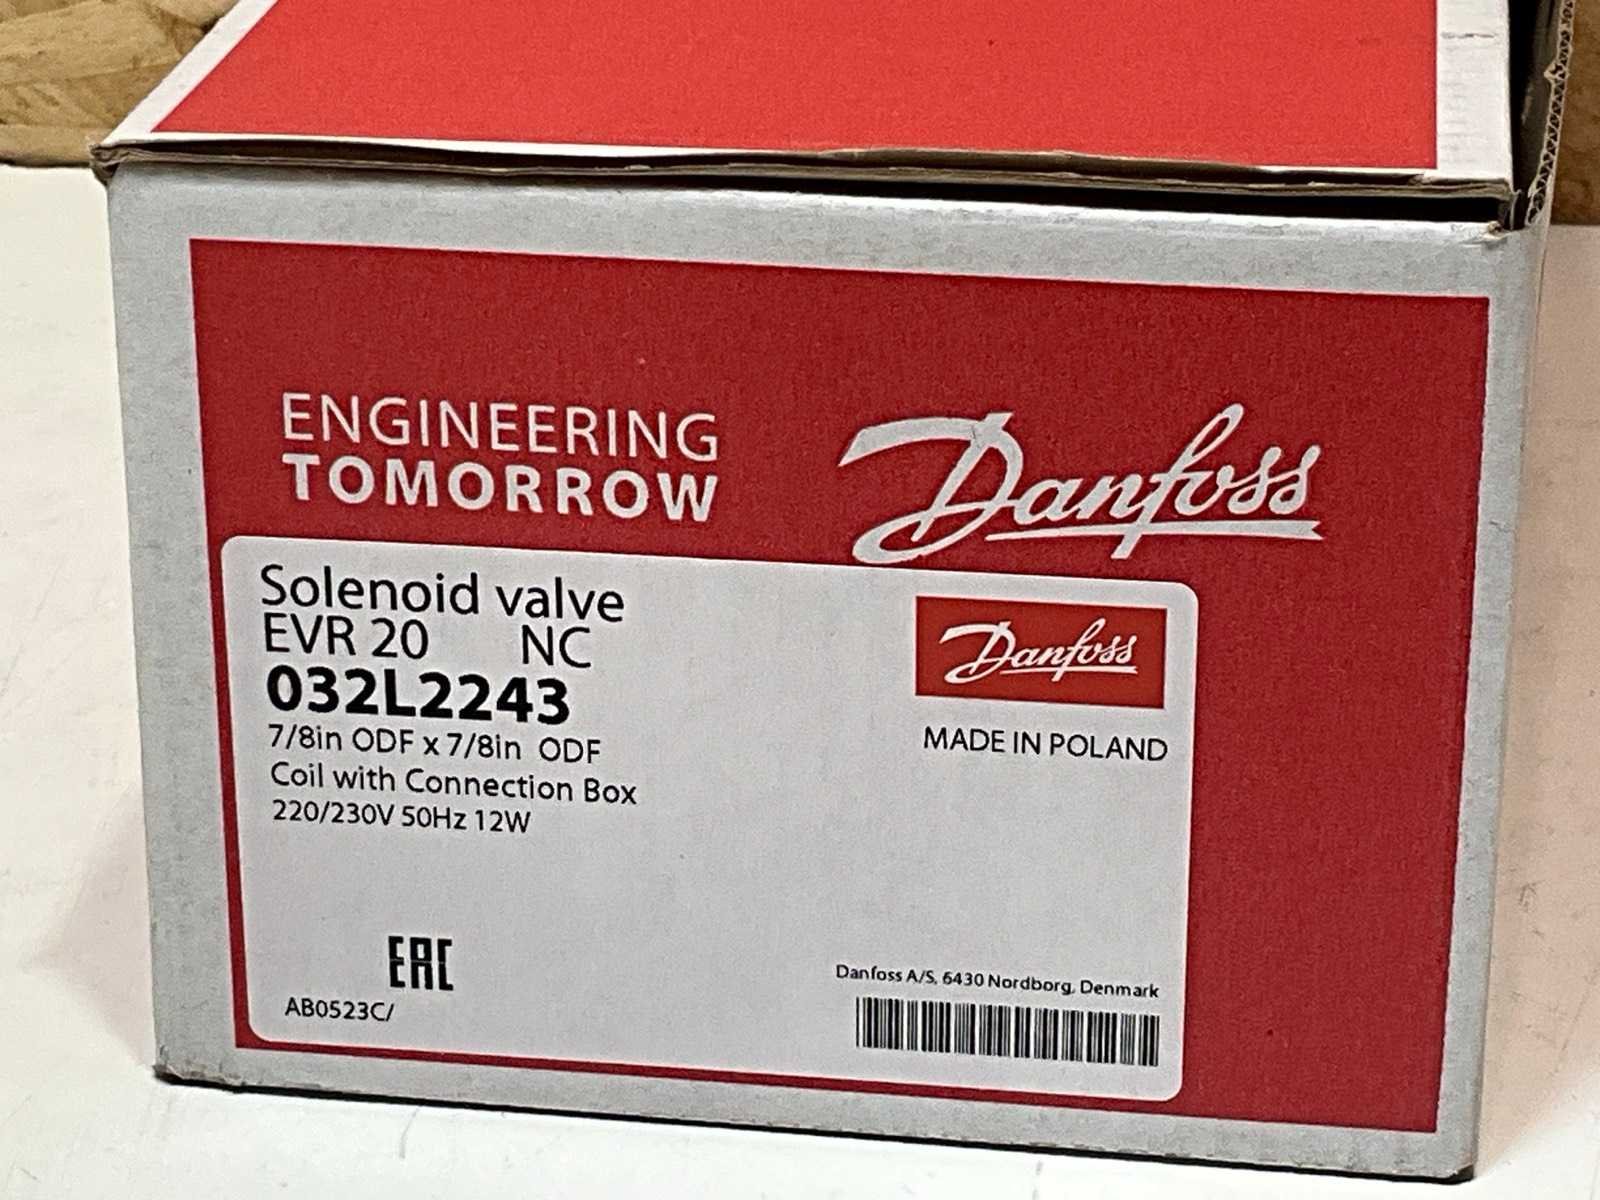 ENGINEERING
TOMORROW
Danfoss
Solenoid valve
EVR 20 NC
032L2243
7/8in ODF x 7/8in ODF
Coil with Connection Box
220/230V 50Hz 12W
Danfoss
MADE IN POLAND
EAC
AB0523C/
Danfoss A/S, 6430 Nordborg, Denmark